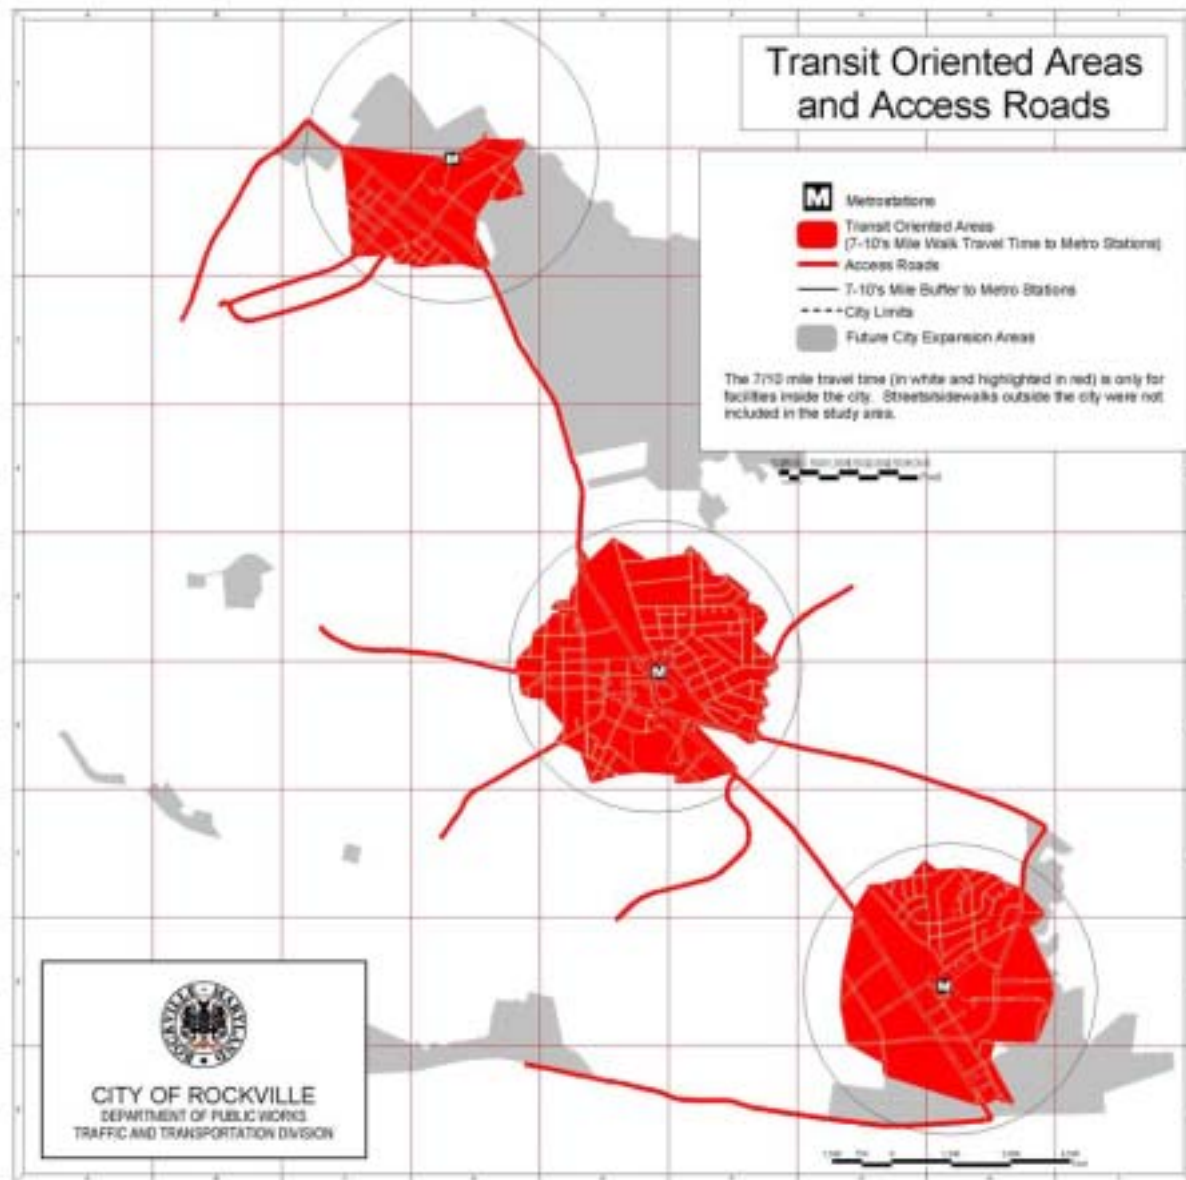 Transit Oriented Areas
and Access Roads
M Metrostations
Transit Oriented Areas
(7-10's Mile Walk Travel Time to Metro Stations)
Access Roads
7-10's Mile Buffer to Metro Stations
City Limits
Future City Expansion Areas
The 7/10 mile travel time (in white and highlighted in red) is only for
facilities inside the city. Streets/sidewalks outside the city were not
included in the study area.
M
M
M
ROCKVILLE MARYLAND
CITY OF ROCKVILLE
DEPARTMENT OF PUBLIC WORKS
TRAFFIC AND TRANSPORTATION DIVISION